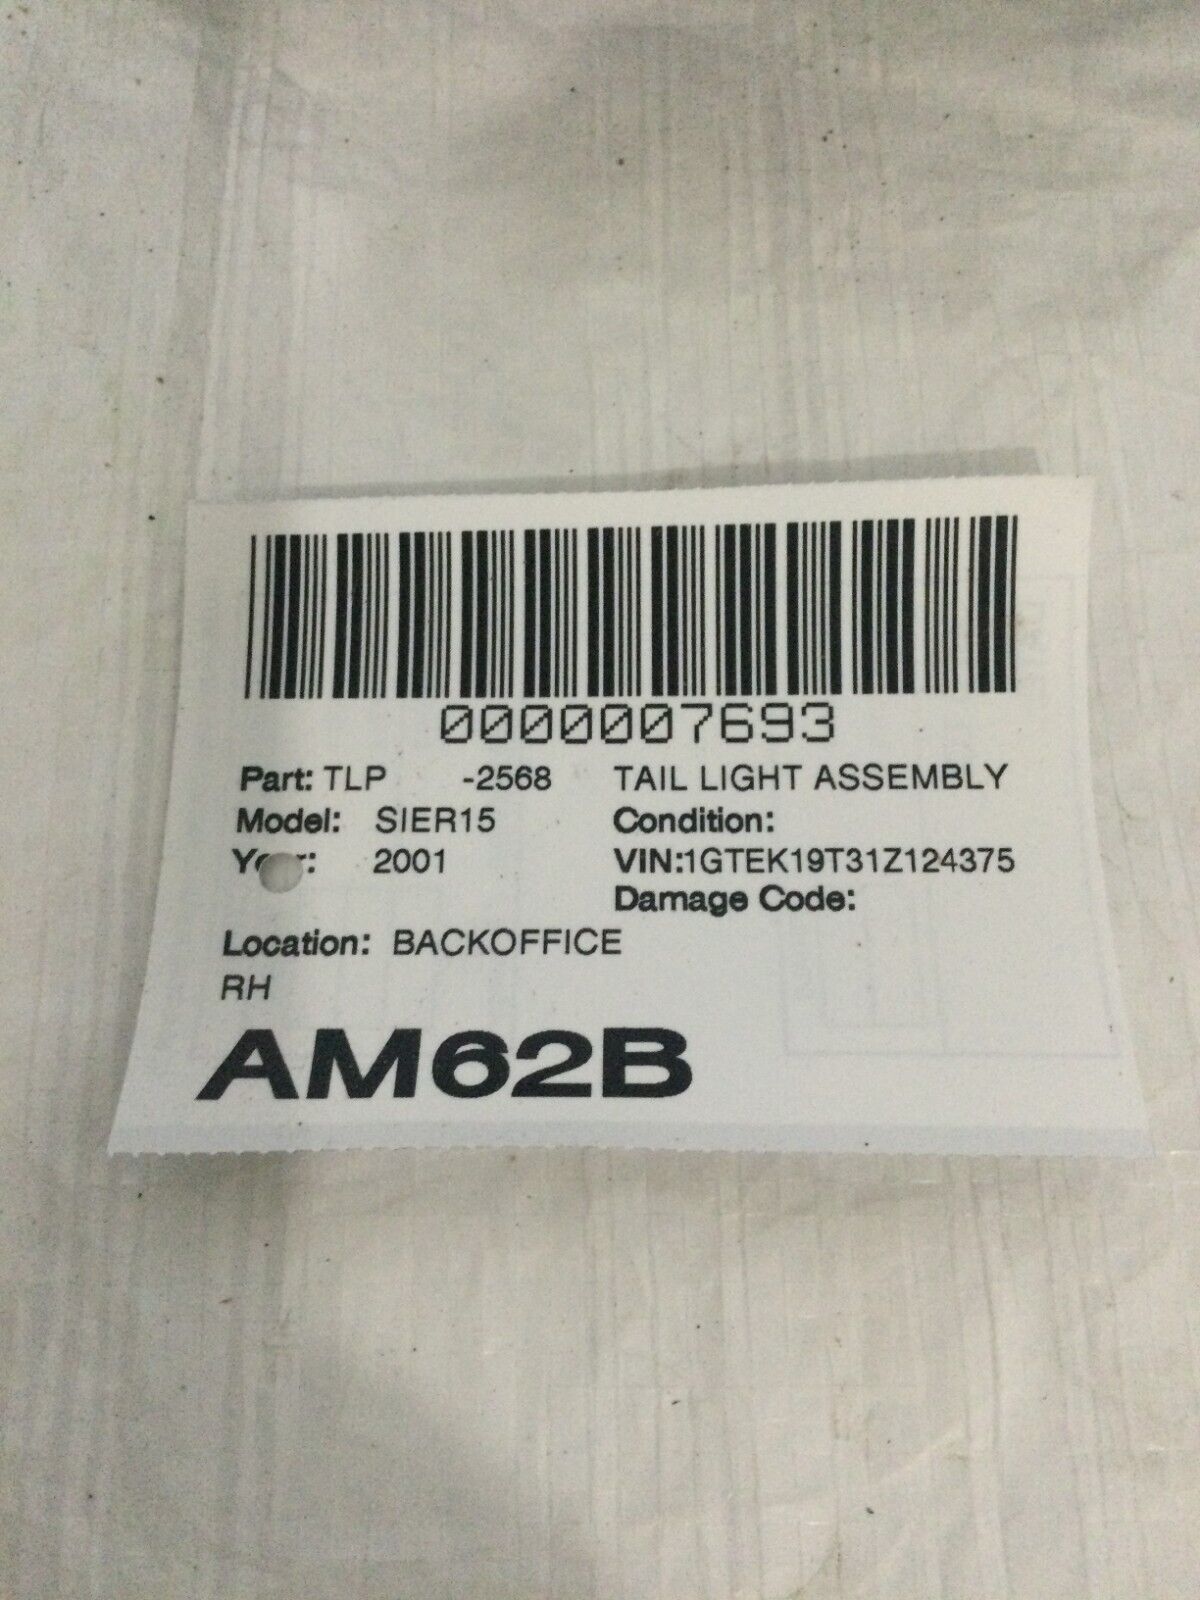 0000007693
Part: TLP -2568 TAIL LIGHT ASSEMBLY
Model: SIER15 Condition:
2001 VIN:1GTEK19T31Z124375
Damage Code:
Location: BACKOFFICE
RH
AM62B